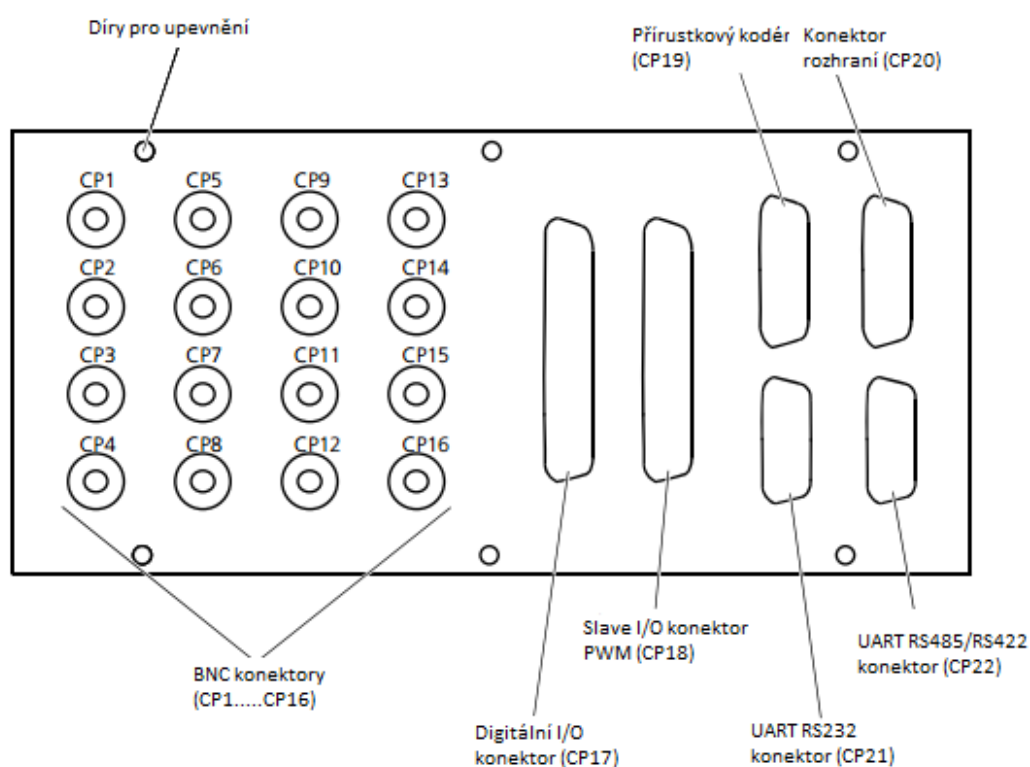 Díry pro upevnění
Přírustkový kodér
(CP19)
Konektor
rozhraní (CP20)
CP1 CP5 CP9 CP13
CP2 CP6 CP10 CP14
CP3 CP7 CP11 CP15
CP4 CP8 CP12 CP16
BNC konektory
(CP1.....CP16)
Digitální I/O
konektor (CP17)
Slave I/O konektor
PWM (CP18)
UART RS232
konektor (CP21)
UART RS485/RS422
konektor (CP22)